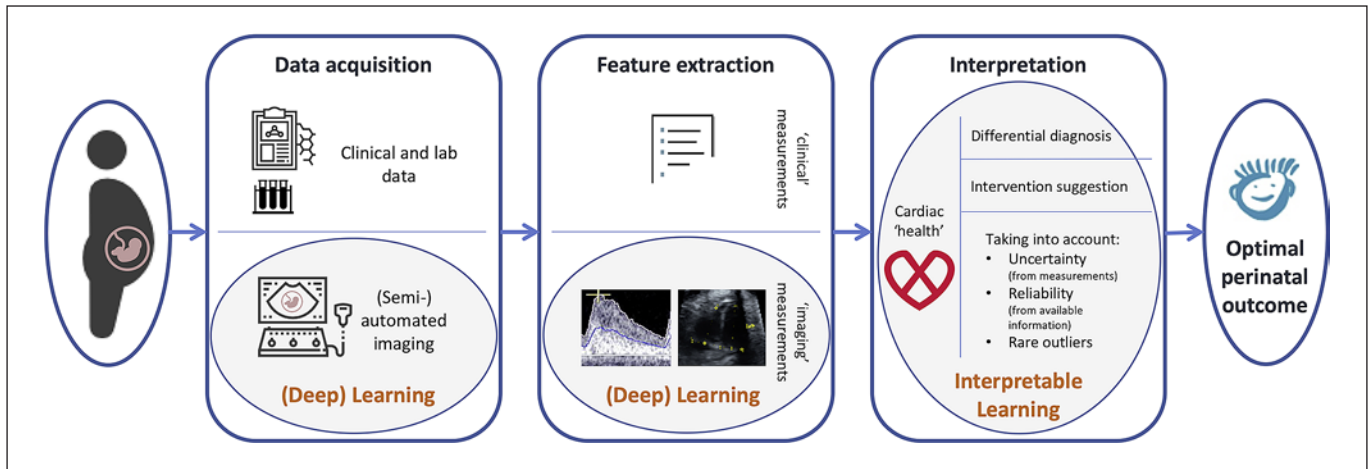 Data acquisition
Clinical and lab
data
(Semi-)
automated
imaging
(Deep) Learning
Feature extraction
'clinical'
measurements
'imaging'
measurements
(Deep) Learning
Interpretation
Differential diagnosis
Intervention suggestion
Cardiac
'health'
Taking into account:
• Uncertainty
(from measurements)
• Reliability
(from available
information)
• Rare outliers
Interpretable
Learning
Optimal
perinatal
outcome